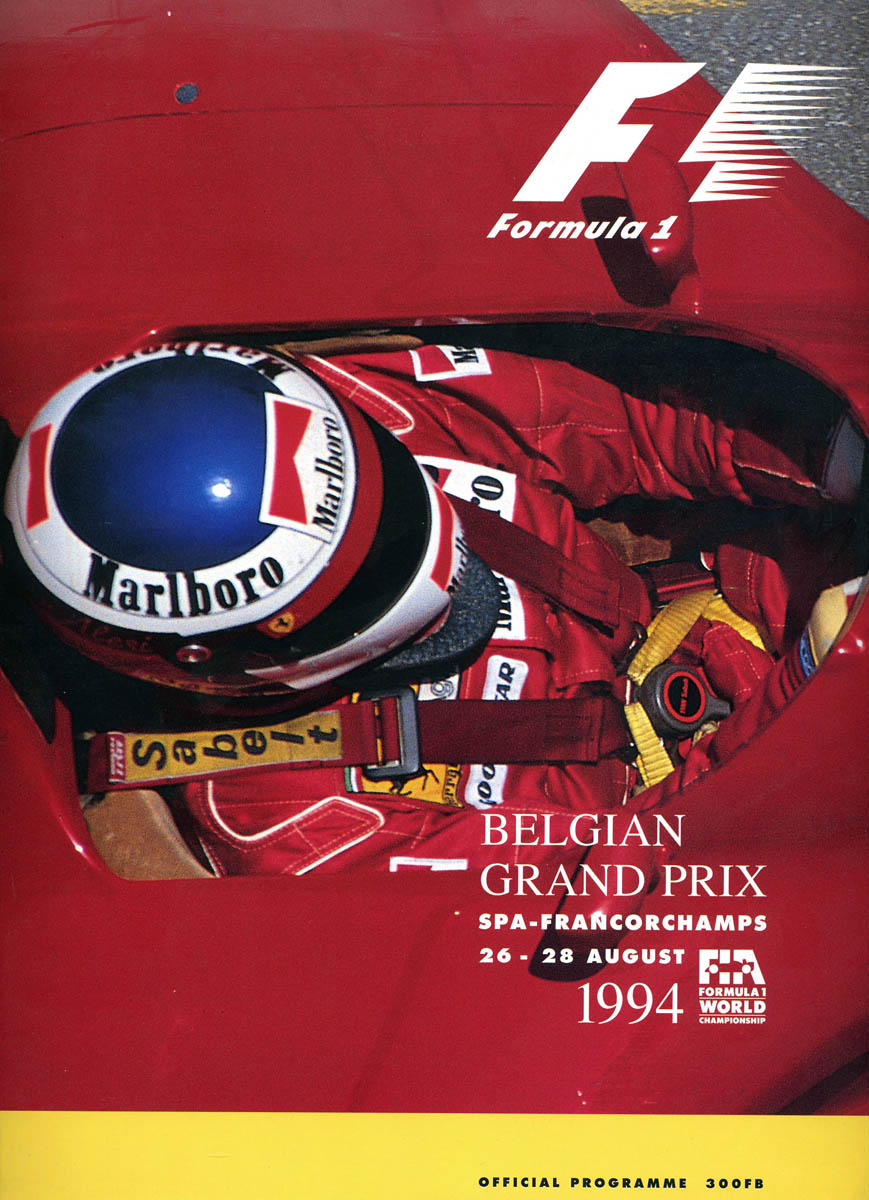 F1
Formula 1
Marlboro
Marlboro
Marlboro
Sabelt
BELGIAN
GRAND PRIX
SPA-FRANCORCHAMPS
26 - 28 AUGUST
1994
FIA
FORMULA 1
WORLD
CHAMPIONSHIP
OFFICIAL PROGRAMME 300FB